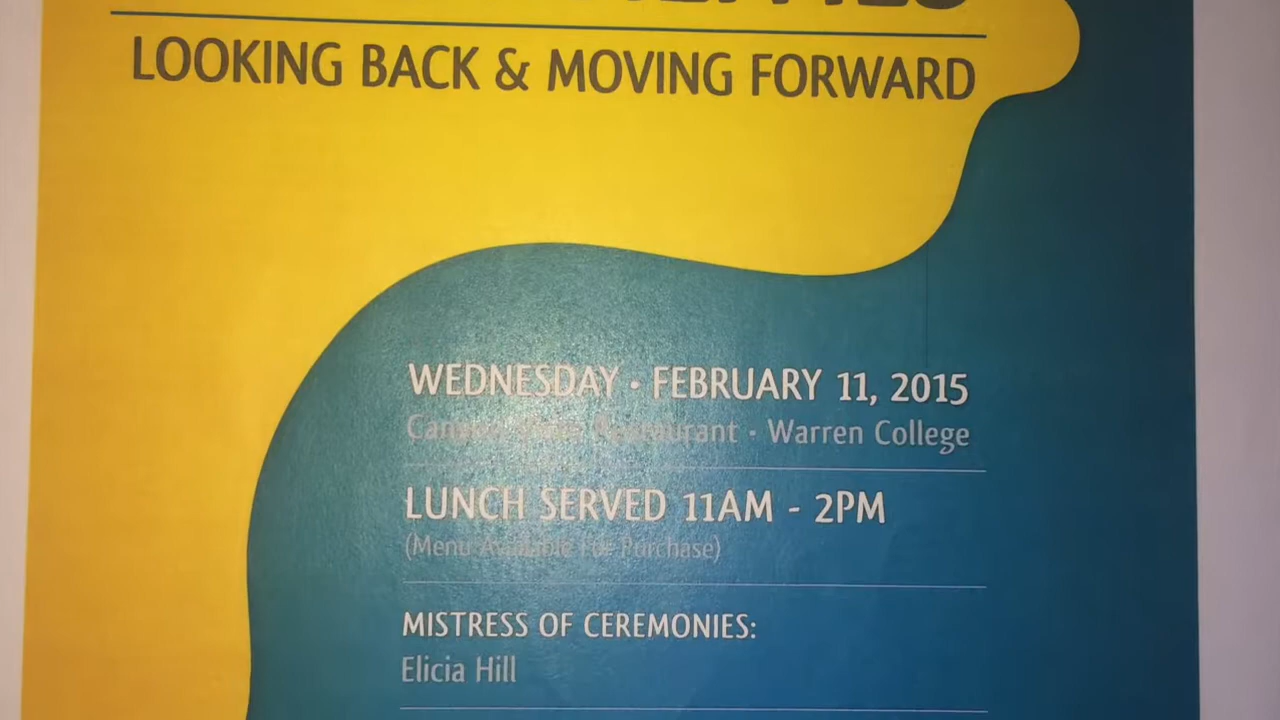 LOOKING BACK & MOVING FORWARD
WEDNESDAY · FEBRUARY 11, 2015
Restaurant · Warren College
LUNCH SERVED 11AM - 2PM
(Menu Available For Purchase)
MISTRESS OF CEREMONIES:
Elicia Hill